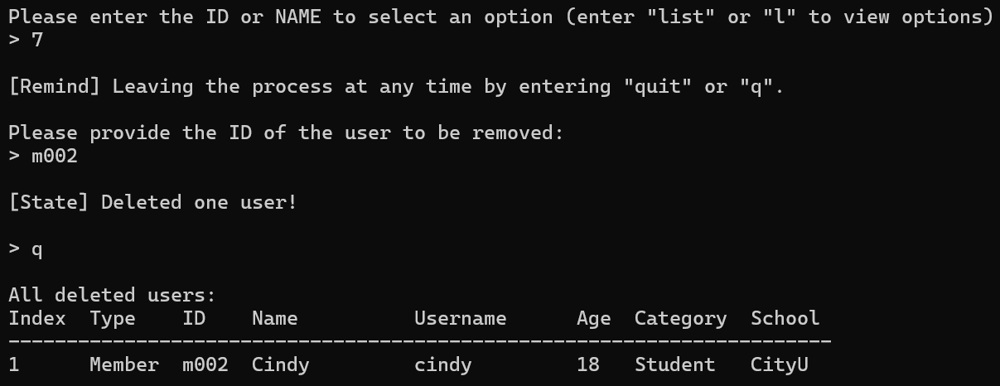 Please enter the ID or NAME to select an option (enter "list" or "l" to view options)
> 7
[Remind] Leaving the process at any time by entering "quit" or "q".
Please provide the ID of the user to be removed:
> m002
[State] Deleted one user!
> q
All deleted users:
Index  Type    ID    Name          Username      Age  Category  School
-----------------------------------------------------------------------
1      Member  m002  Cindy         cindy         18   Student   CityU